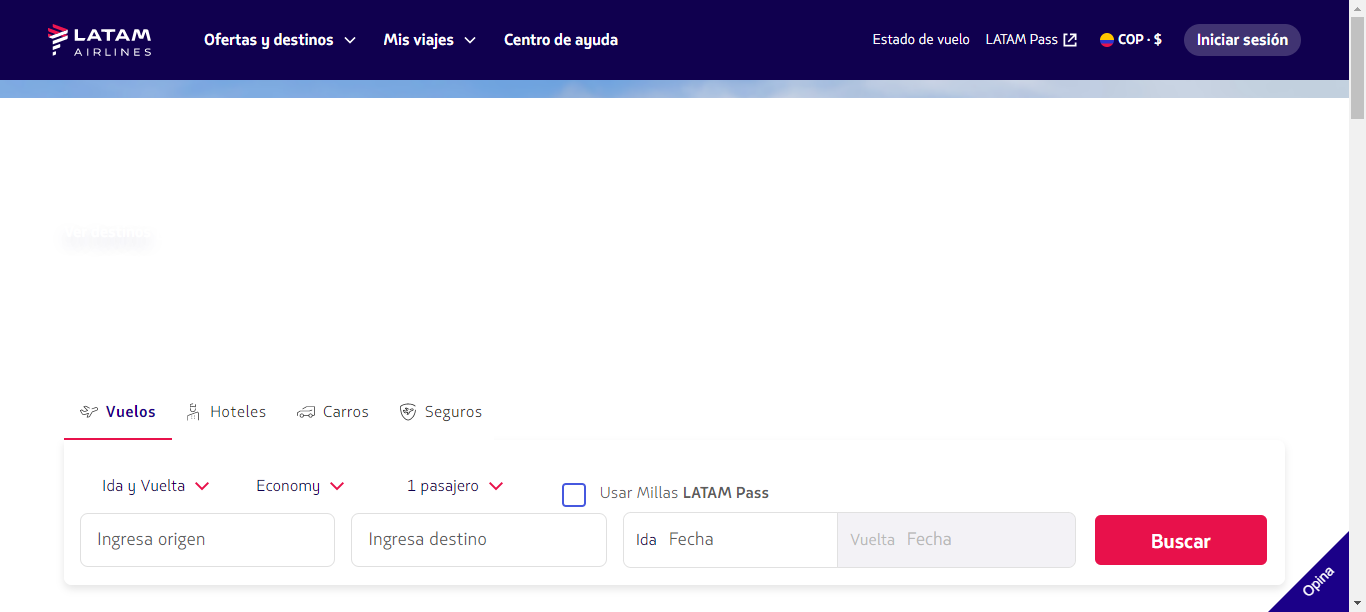 LATAM
AIRLINES
Ofertas y destinos
Mis viajes
Centro de ayuda
Estado de vuelo
LATAM Pass
COP · $
Iniciar sesión
Vuelos
Hoteles
Carros
Seguros
Ida y Vuelta
Economy
1 pasajero
Usar Millas LATAM Pass
Ingresa origen
Ingresa destino
Ida Fecha
Vuelta Fecha
Buscar
Opina